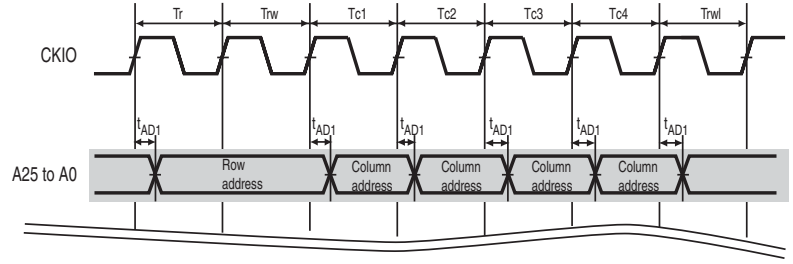 Tr Trw Tc1 Tc2 Tc3 Tc4 Trwl
CKIO
tAD1 tAD1 tAD1 tAD1 tAD1 tAD1
A25 to A0
Row address
Column address
Column address
Column address
Column address